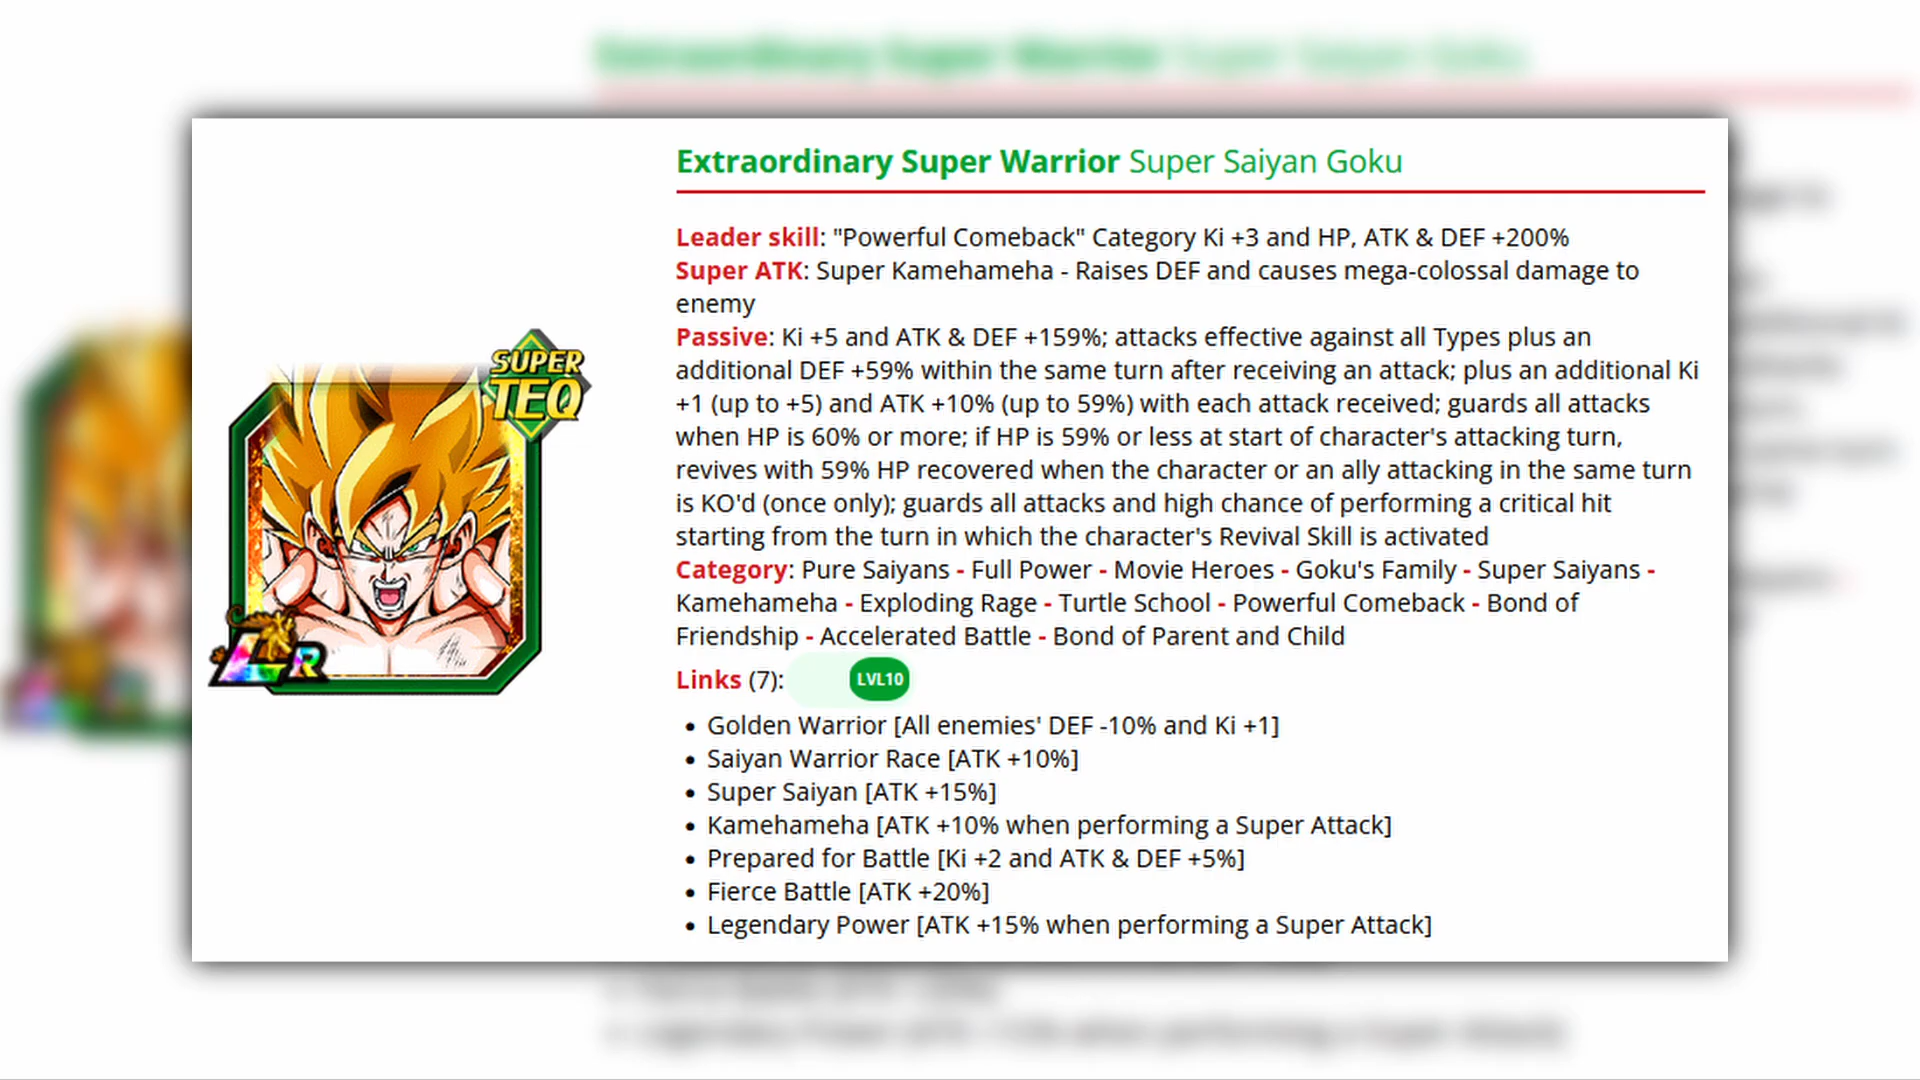 Extraordinary Super Warrior Super Saiyan Goku
Leader skill: "Powerful Comeback" Category Ki +3 and HP, ATK & DEF +200%
Super ATK: Super Kamehameha - Raises DEF and causes mega-colossal damage to
enemy
Passive: Ki +5 and ATK & DEF +159%; attacks effective against all Types plus an
additional DEF +59% within the same turn after receiving an attack; plus an additional Ki
+1 (up to +5) and ATK +10% (up to 59%) with each attack received; guards all attacks
when HP is 60% or more; if HP is 59% or less at start of character's attacking turn,
revives with 59% HP recovered when the character or an ally attacking in the same turn
is KO'd (once only); guards all attacks and high chance of performing a critical hit
starting from the turn in which the character's Revival Skill is activated
Category: Pure Saiyans - Full Power - Movie Heroes - Goku's Family - Super Saiyans -
Kamehameha - Exploding Rage - Turtle School - Powerful Comeback - Bond of
Friendship - Accelerated Battle - Bond of Parent and Child
Links (7): LVL10
• Golden Warrior [All enemies' DEF -10% and Ki +1]
• Saiyan Warrior Race [ATK +10%]
• Super Saiyan [ATK +15%]
• Kamehameha [ATK +10% when performing a Super Attack]
• Prepared for Battle [Ki +2 and ATK & DEF +5%]
• Fierce Battle [ATK +20%]
• Legendary Power [ATK +15% when performing a Super Attack]
SUPER
TEQ
LR